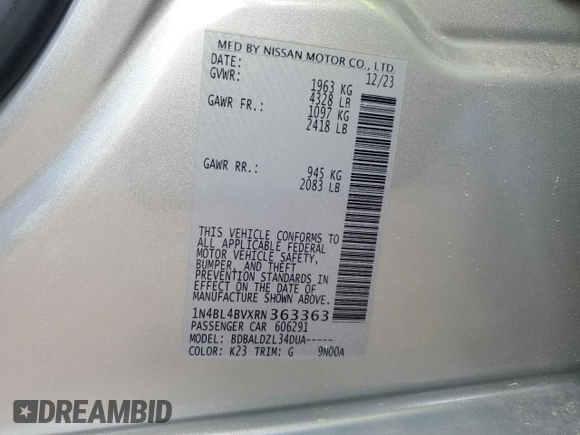 MFD BY NISSAN MOTOR CO., LTD.
DATE: 12/23
GVWR: 1963 KG
4328 LB
GAWR FR.: 1097 KG
2418 LB
GAWR RR.: 945 KG
2083 LB
THIS VEHICLE CONFORMS TO
ALL APPLICABLE FEDERAL
MOTOR VEHICLE SAFETY,
BUMPER, AND THEFT
PREVENTION STANDARDS IN
EFFECT ON THE DATE OF
MANUFACTURE SHOWN ABOVE.
1N4BL4BVXRN363363
PASSENGER CAR 606291
MODEL: BDBALDZL34DUA-----
COLOR: K23 TRIM: G 9N00A
DREAMBID